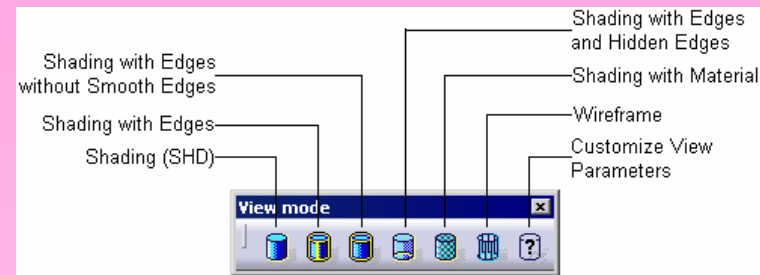 Shading with Edges
and Hidden Edges
Shading with Edges
without Smooth Edges
Shading with Material
Shading with Edges
Wireframe
Shading (SHD)
Customize View
Parameters
View mode
?